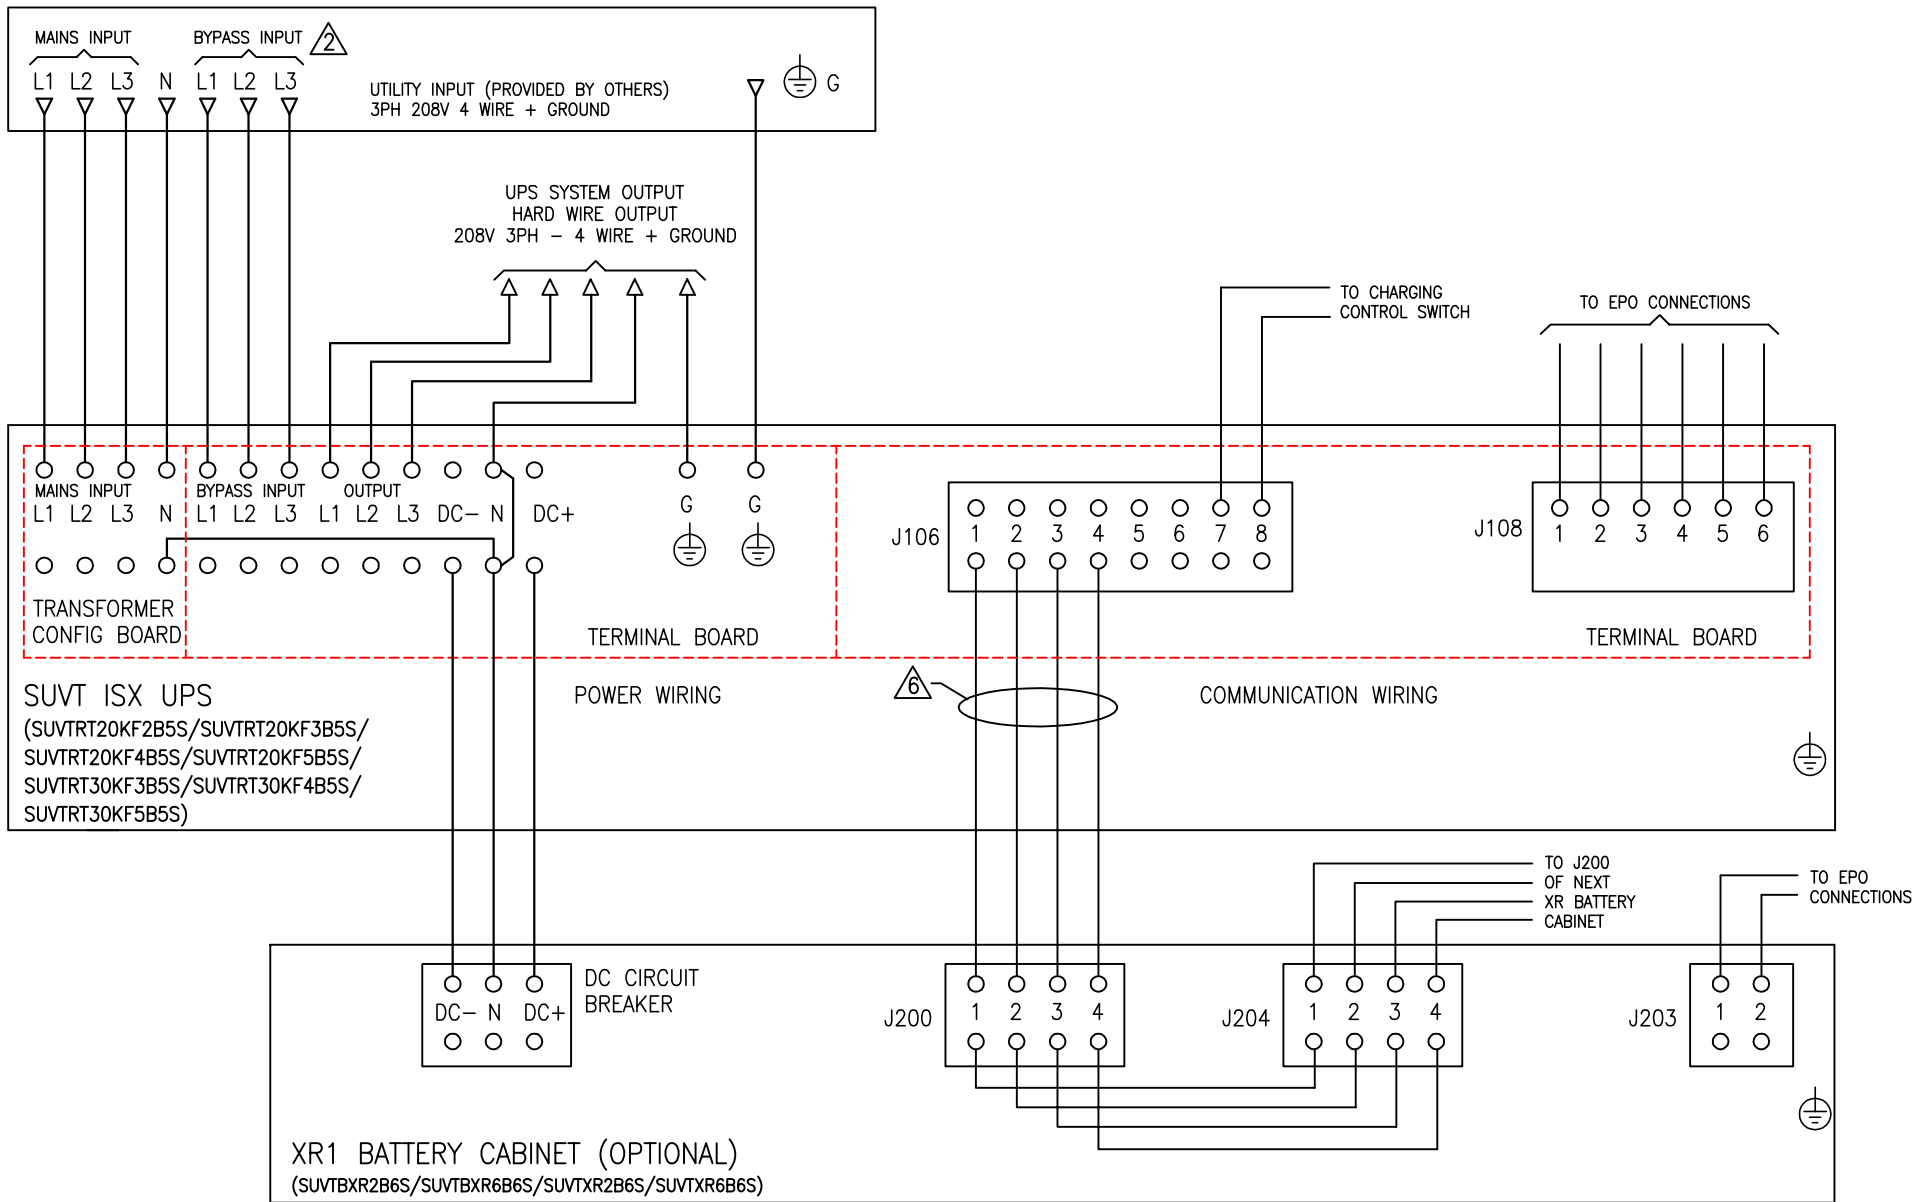 MAINS INPUT BYPASS INPUT 2
L1 L2 L3 N L1 L2 L3
UTILITY INPUT (PROVIDED BY OTHERS)
3PH 208V 4 WIRE + GROUND
G
UPS SYSTEM OUTPUT
HARD WIRE OUTPUT
208V 3PH - 4 WIRE + GROUND
TO CHARGING
CONTROL SWITCH
TO EPO CONNECTIONS
MAINS INPUT BYPASS INPUT OUTPUT
L1 L2 L3 N L1 L2 L3 L1 L2 L3 DC- N DC+
G G
J106
1 2 3 4 5 6 7 8
J108
1 2 3 4 5 6
TRANSFORMER
CONFIG BOARD
TERMINAL BOARD
TERMINAL BOARD
SUVT ISX UPS
(SUVTRT20KF2B5S/SUVTRT20KF3B5S/
SUVTRT20KF4B5S/SUVTRT20KF5B5S/
SUVTRT30KF3B5S/SUVTRT30KF4B5S/
SUVTRT30KF5B5S)
POWER WIRING
6
COMMUNICATION WIRING
TO J200
OF NEXT
XR BATTERY
CABINET
TO EPO
CONNECTIONS
DC- N DC+
DC CIRCUIT
BREAKER
J200
1 2 3 4
J204
1 2 3 4
J203
1 2
XR1 BATTERY CABINET (OPTIONAL)
(SUVTBXR2B6S/SUVTBXR6B6S/SUVTXR2B6S/SUVTXR6B6S)